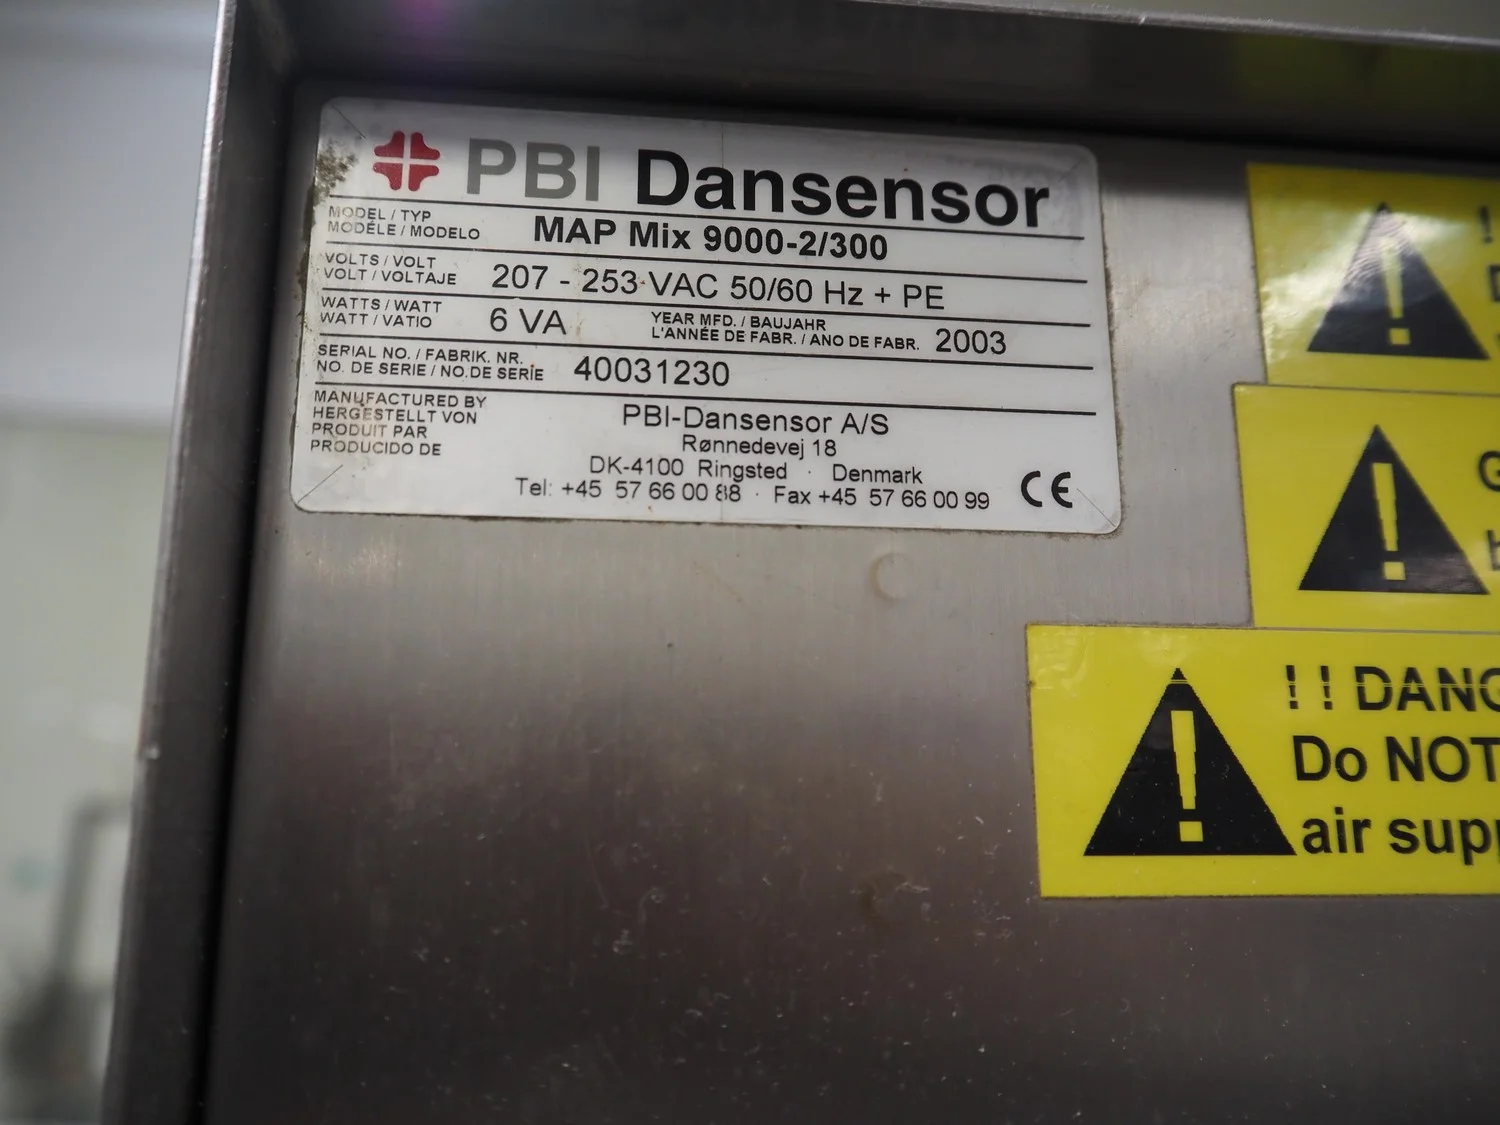 PBI Dansensor
MODEL / TYP
MODÉLE / MODELO
MAP Mix 9000-2/300
VOLTS / VOLT
VOLT / VOLTAJE
207 - 253 VAC 50/60 Hz + PE
WATTS / WATT
WATT / VATIO
6 VA
YEAR MFD. / BAUJAHR
L'ANNÉE DE FABR. / ANO DE FABR.
2003
SERIAL NO. / FABRIK. NR.
NO. DE SERIE / NO.DE SERIE
40031230
MANUFACTURED BY
HERGESTELLT VON
PRODUIT PAR
PRODUCIDO DE
PBI-Dansensor A/S
Rønnedevej 18
DK-4100 Ringsted · Denmark
Tel: +45 57 66 00 88 · Fax +45 57 66 00 99
CE
! ! DANG
Do NOT
air supp